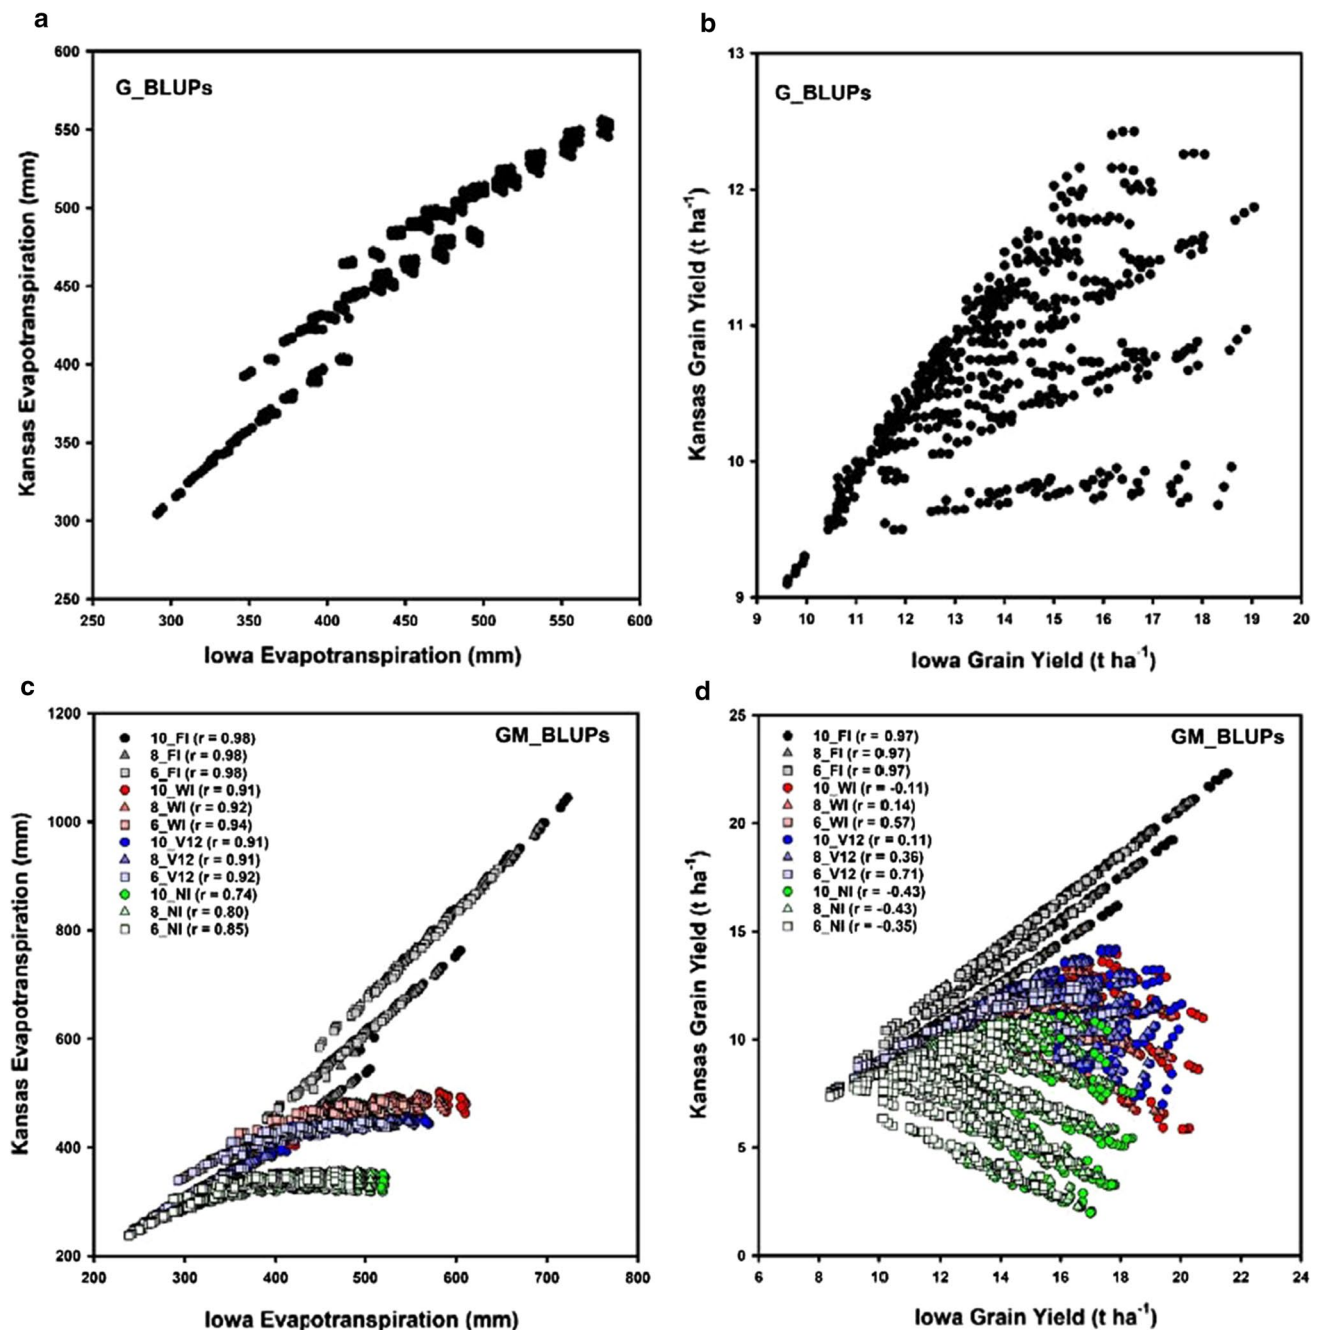 a
600
550
500
450
400
350
300
250
250 300 350 400 450 500 550 600
G_BLUPs
Kansas Evapotranspiration (mm)
Iowa Evapotranspiration (mm)
b
13
12
11
10
9
9 10 11 12 13 14 15 16 17 18 19 20
G_BLUPs
Kansas Grain Yield (t ha-1)
Iowa Grain Yield (t ha-1)
c
1200
1000
800
600
400
200
200 300 400 500 600 700 800
GM_BLUPs
10_FI (r = 0.98)
8_FI (r = 0.98)
6_FI (r = 0.98)
10_WI (r = 0.91)
8_WI (r = 0.92)
6_WI (r = 0.94)
10_V12 (r = 0.91)
8_V12 (r = 0.91)
6_V12 (r = 0.92)
10_NI (r = 0.74)
8_NI (r = 0.80)
6_NI (r = 0.85)
Kansas Evapotranspiration (mm)
Iowa Evapotranspiration (mm)
d
25
20
15
10
5
0
6 8 10 12 14 16 18 20 22 24
GM_BLUPs
10_FI (r = 0.97)
8_FI (r = 0.97)
6_FI (r = 0.97)
10_WI (r = -0.11)
8_WI (r = 0.14)
6_WI (r = 0.57)
10_V12 (r = 0.11)
8_V12 (r = 0.36)
6_V12 (r = 0.71)
10_NI (r = -0.43)
8_NI (r = -0.43)
6_NI (r = -0.35)
Kansas Grain Yield (t ha-1)
Iowa Grain Yield (t ha-1)